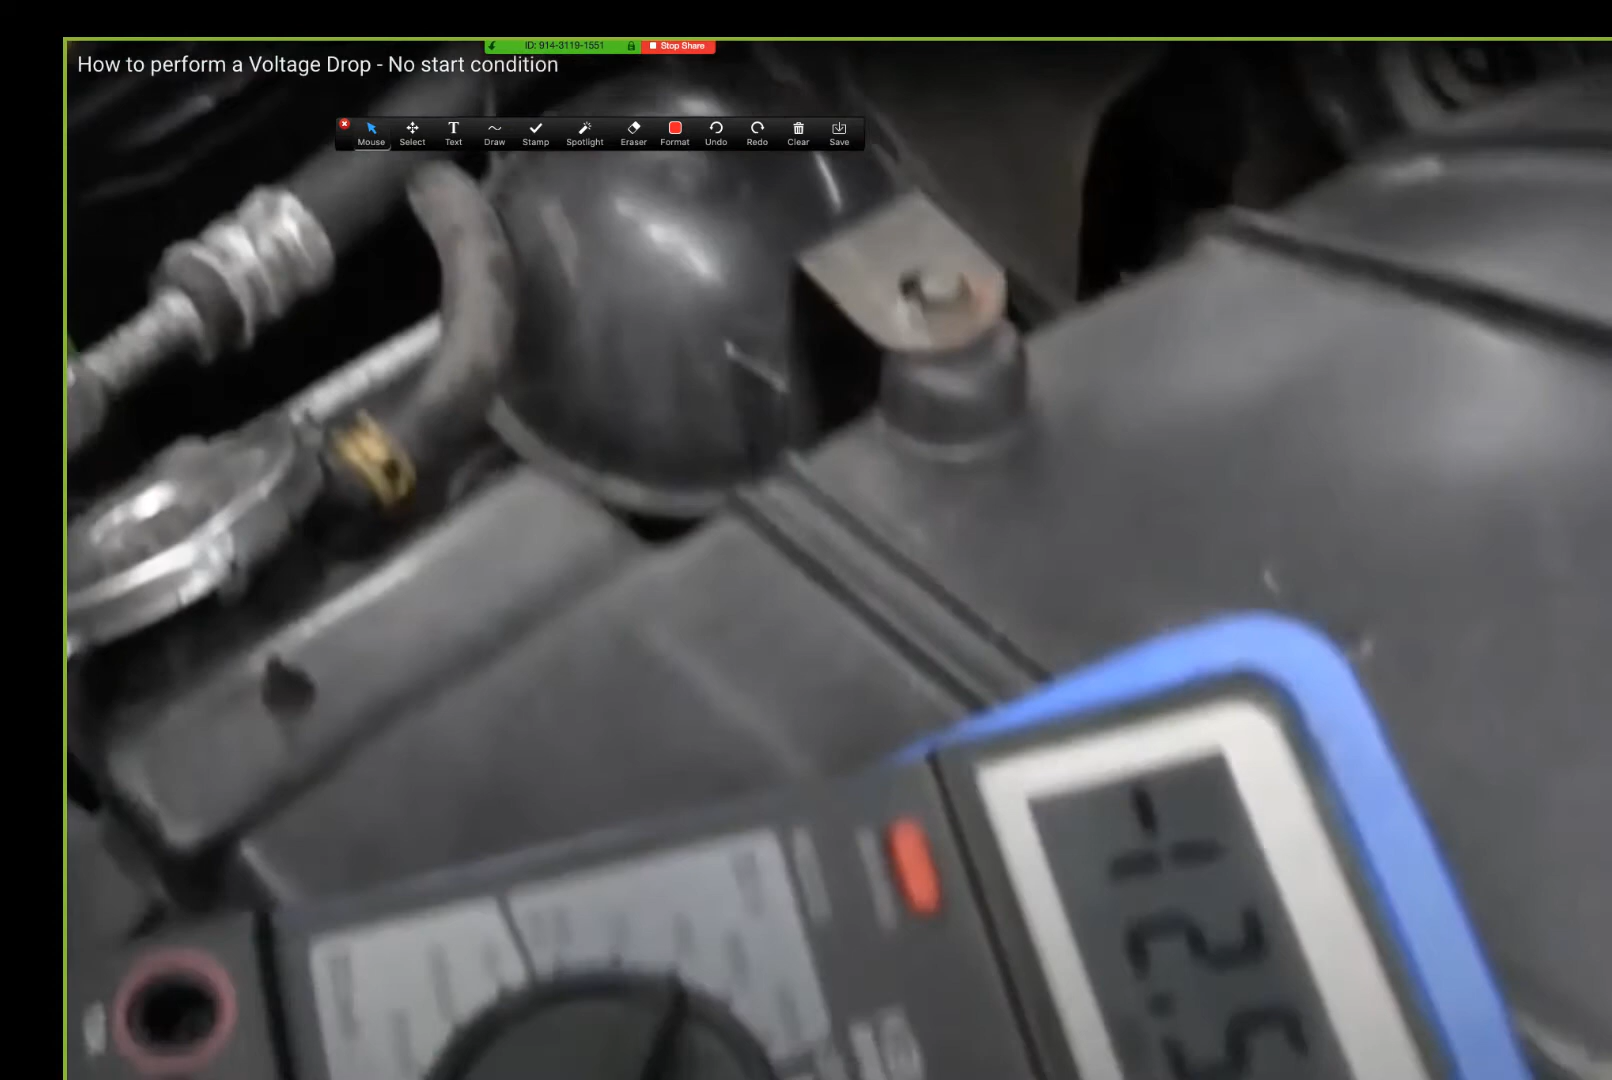 ID: 914-3119-1551
Stop Share
How to perform a Voltage Drop - No start condition
Mouse
Select
Text
Draw
Stamp
Spotlight
Eraser
Format
Undo
Redo
Clear
Save